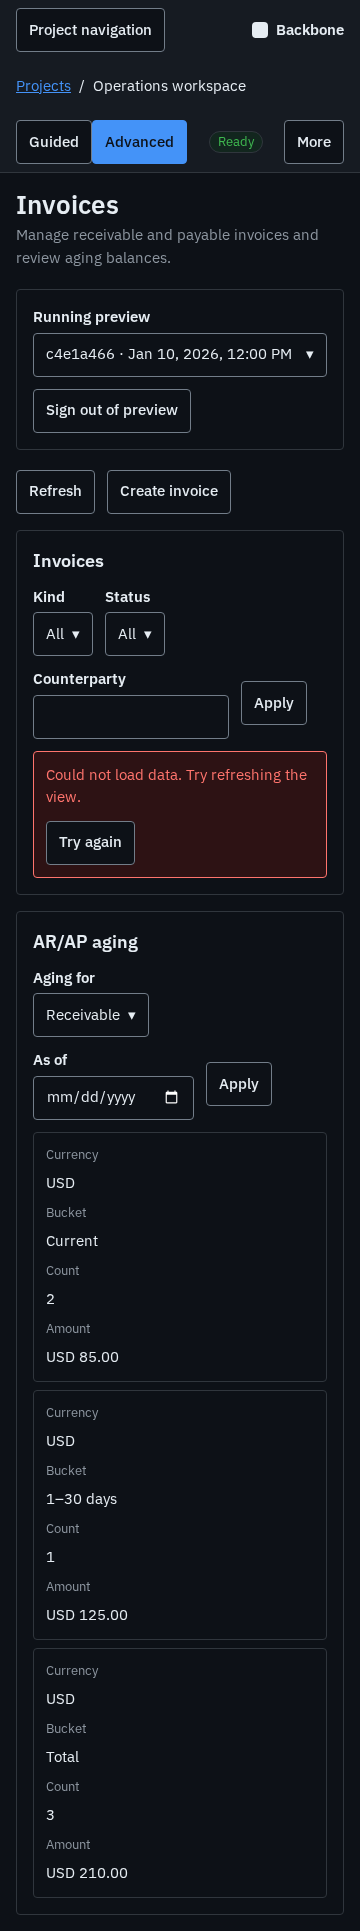 Project navigation
Backbone
Projects / Operations workspace
Guided
Advanced
Ready
More
Invoices
Manage receivable and payable invoices and
review aging balances.
Running preview
c4e1a466 · Jan 10, 2026, 12:00 PM ▾
Sign out of preview
Refresh
Create invoice
Invoices
Kind
Status
All ▾
All ▾
Counterparty
Apply
Could not load data. Try refreshing the
view.
Try again
AR/AP aging
Aging for
Receivable ▾
As of
mm/dd/yyyy
Apply
Currency
USD
Bucket
Current
Count
2
Amount
USD 85.00
Currency
USD
Bucket
1–30 days
Count
1
Amount
USD 125.00
Currency
USD
Bucket
Total
Count
3
Amount
USD 210.00